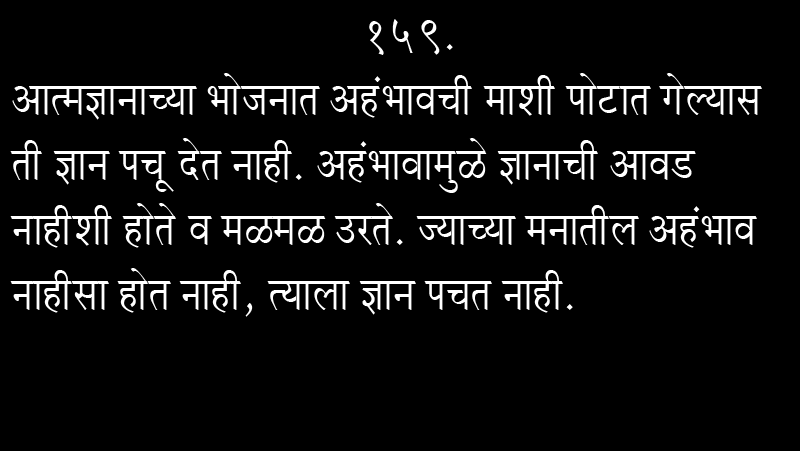 १५९.
आत्मज्ञानाच्या भोजनात अहंभावची माशी पोटात गेल्यास
ती ज्ञान पचू देत नाही. अहंभावामुळे ज्ञानाची आवड
नाहीशी होते व मळमळ उरते. ज्याच्या मनातील अहंभाव
नाहीसा होत नाही, त्याला ज्ञान पचत नाही.